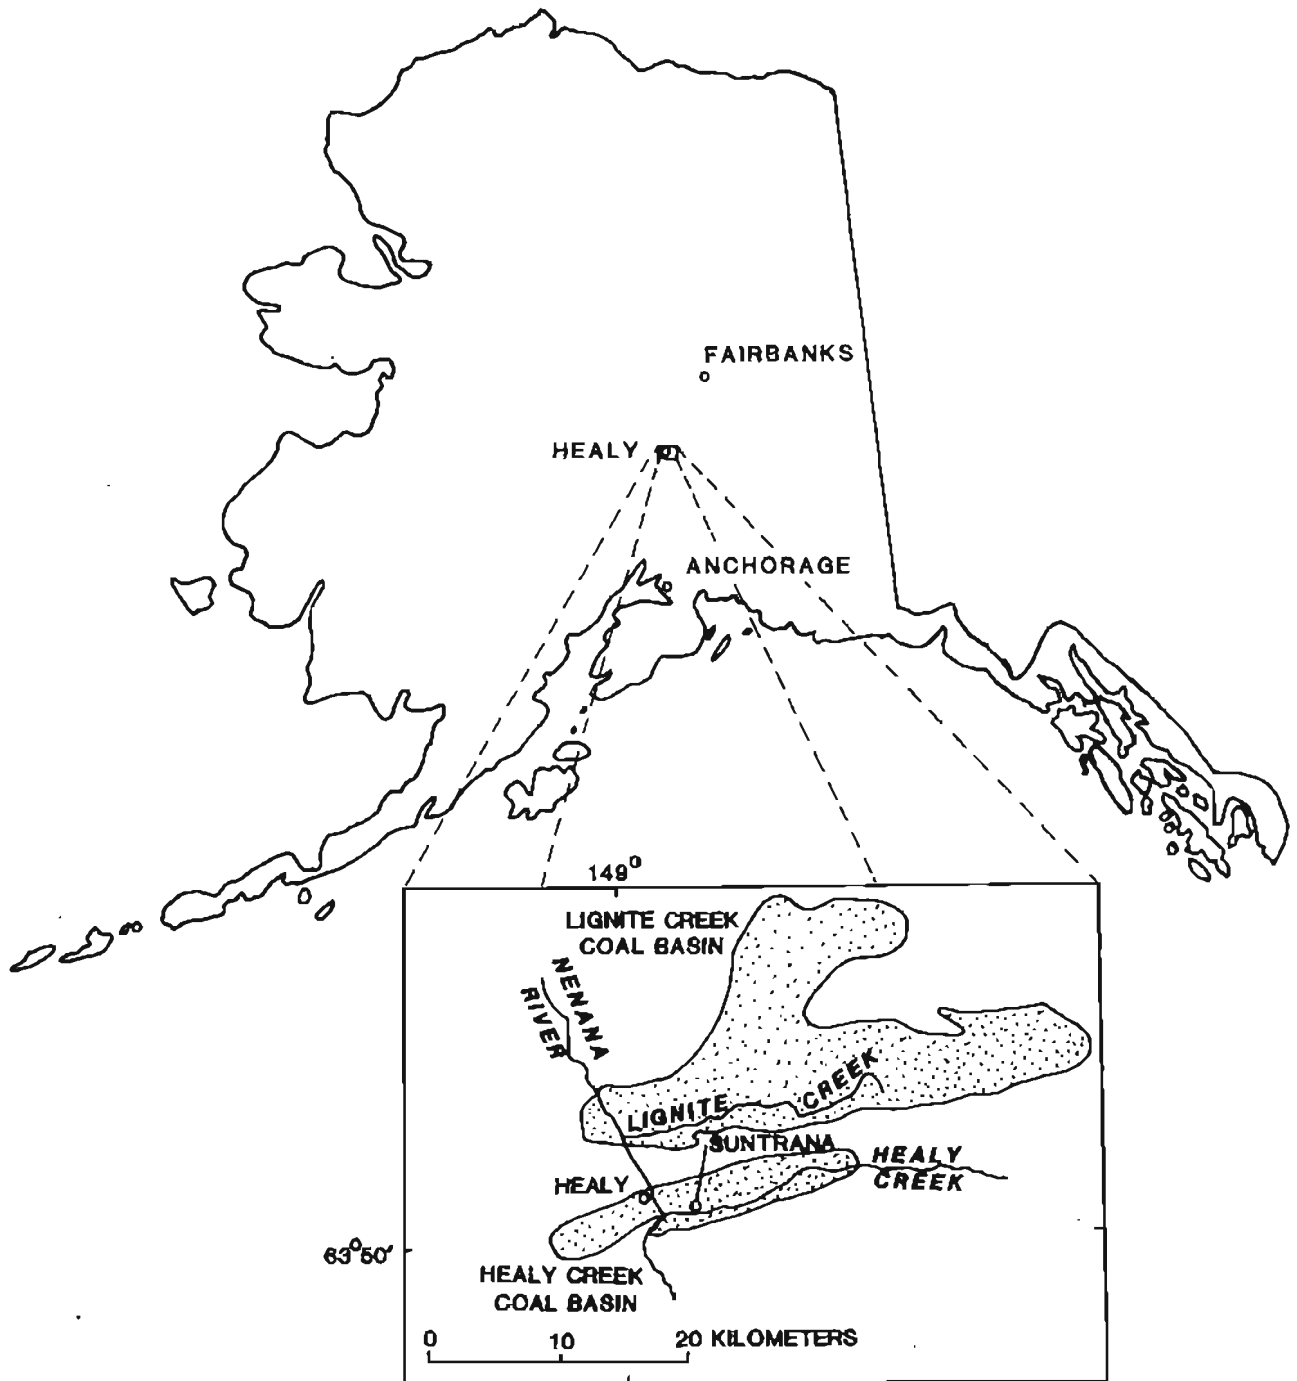 FAIRBANKS
HEALY
ANCHORAGE
149°
LIGNITE CREEK
COAL BASIN
NENANA
RIVER
LIGNITE CREEK
SUNTRANA
HEALY
CREEK
HEALY
63°50'
HEALY CREEK
COAL BASIN
0 10 20 KILOMETERS